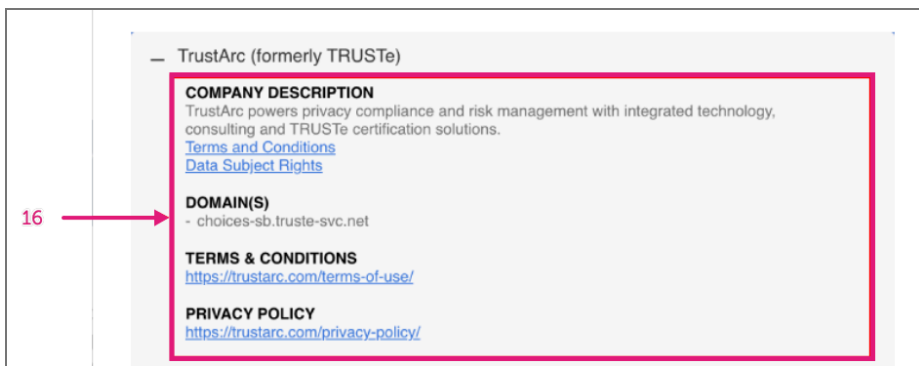 — TrustArc (formerly TRUSTe)
COMPANY DESCRIPTION
TrustArc powers privacy compliance and risk management with integrated technology,
consulting and TRUSTe certification solutions.
Terms and Conditions
Data Subject Rights
DOMAIN(S)
- choices-sb.truste-svc.net
16
TERMS & CONDITIONS
https://trustarc.com/terms-of-use/
PRIVACY POLICY
https://trustarc.com/privacy-policy/